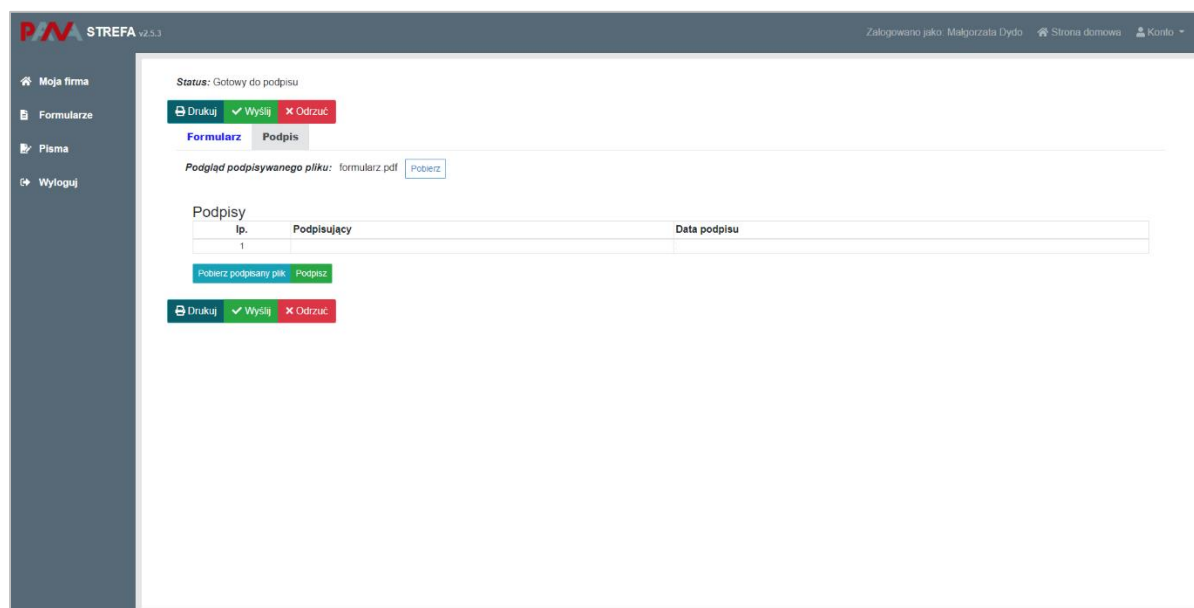 PANA STREFA v2.5.3
Zalogowano jako: Małgorzata Dydo Strona domowa Konto
Moja firma
Formularze
Pisma
Wyloguj
Status: Gotowy do podpisu
Drukuj Wyślij Odrzuć
Formularz Podpis
Podgląd podpisywanego pliku: formularz.pdf Pobierz
Podpisy
lp. Podpisujący Data podpisu
1
Pobierz podpisany plik Podpisz
Drukuj Wyślij Odrzuć